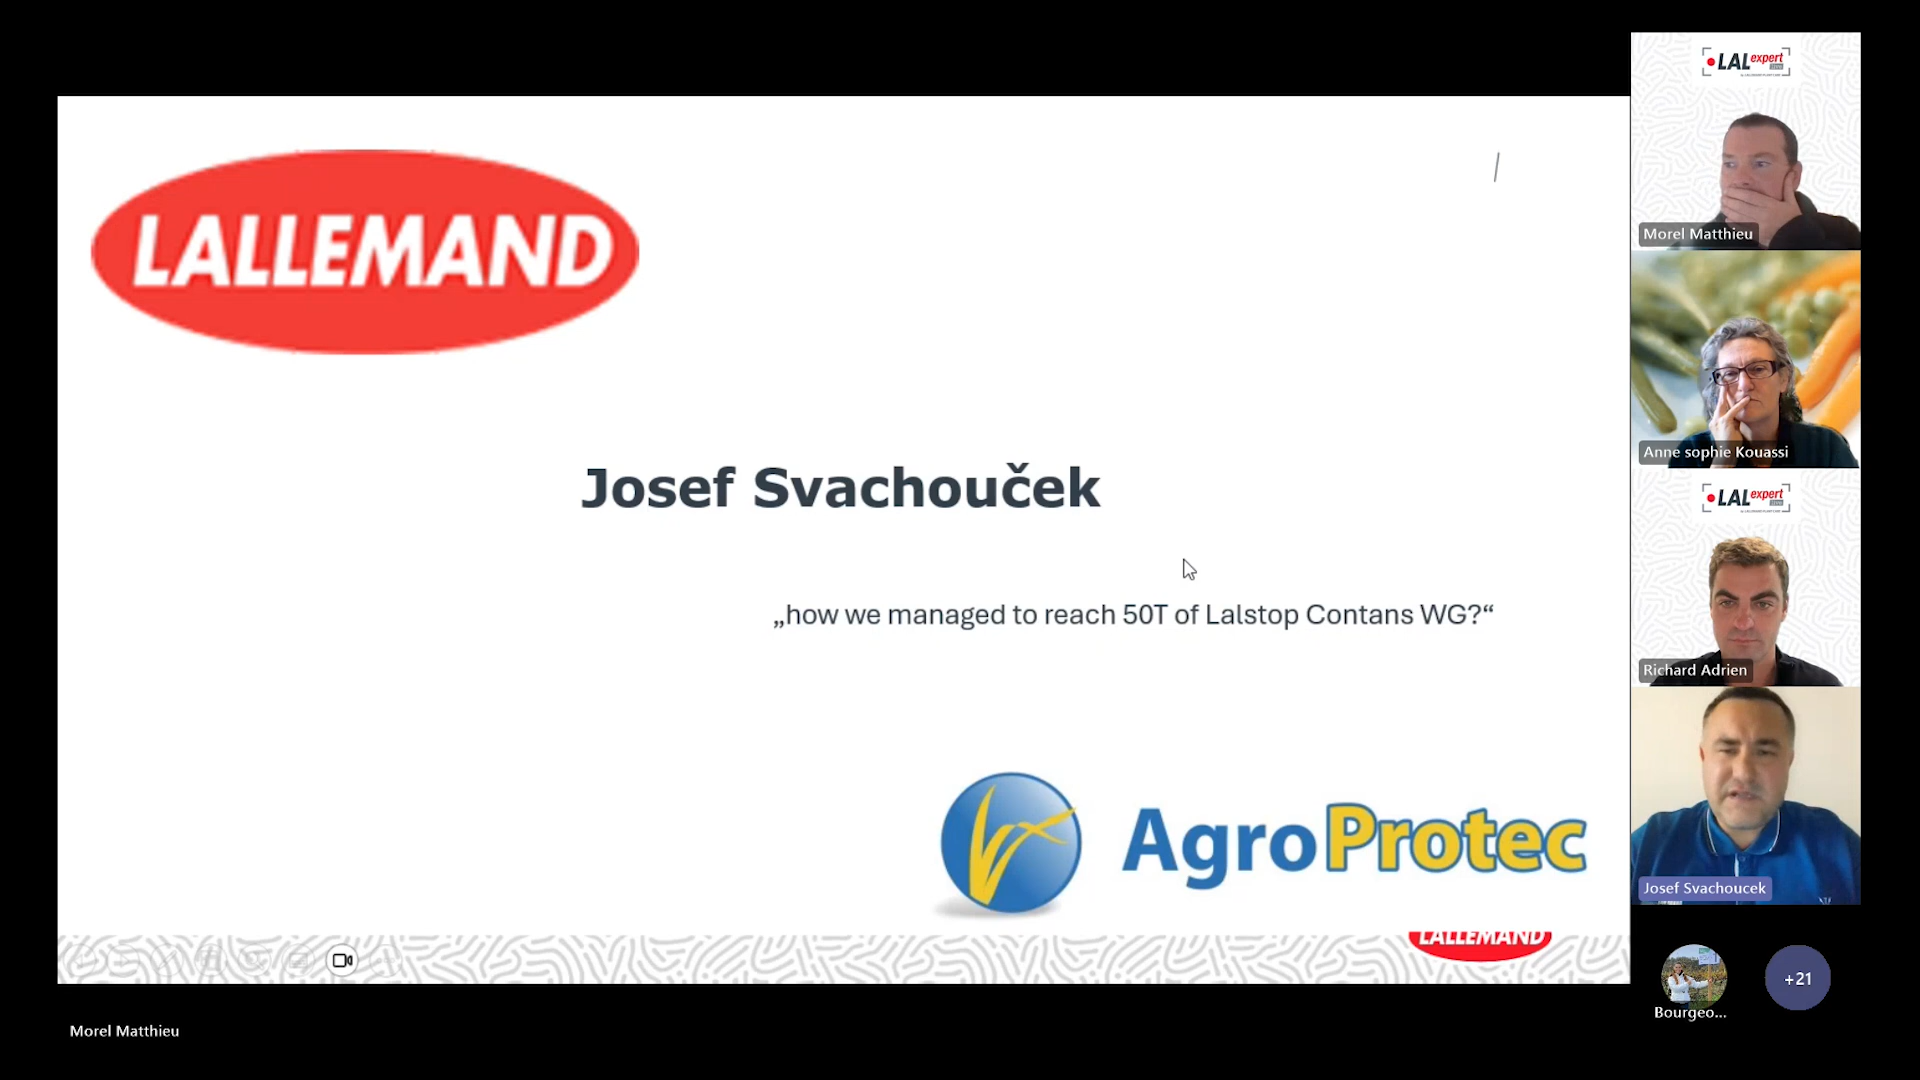 LALLEMAND
Josef Svachouček
„how we managed to reach 50T of Lalstop Contans WG?“
AgroProtec
LALLEMAND
Morel Matthieu
LALexpert
Morel Matthieu
Anne sophie Kouassi
LALexpert
Richard Adrien
Josef Svachoucek
Bourgeo...
+21